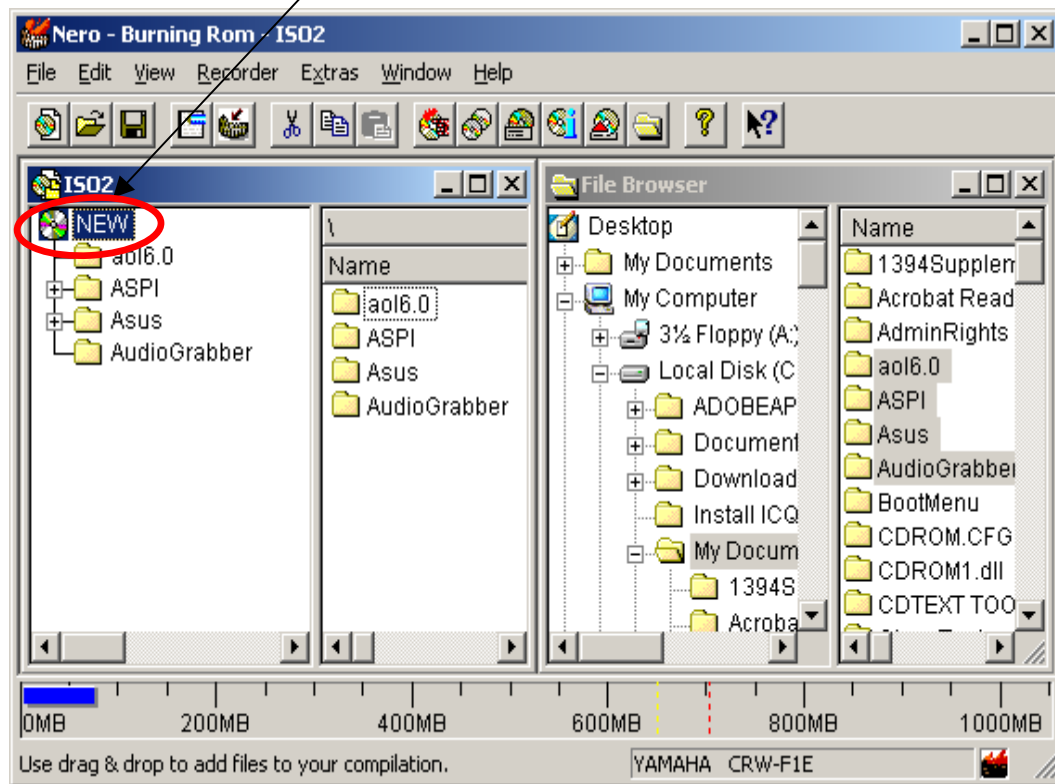 Nero - Burning Rom - ISO2
File Edit View Recorder Extras Window Help
ISO2
NEW
aol6.0
ASPI
Asus
AudioGrabber
\
Name
aol6.0
ASPI
Asus
AudioGrabber
File Browser
Desktop
My Documents
My Computer
3½ Floppy (A:)
Local Disk (C
ADOBEAP
Document
Download
Install ICQ
My Docum
1394S
Acroba
Name
1394Supplem
Acrobat Read
AdminRights
aol6.0
ASPI
Asus
AudioGrabber
BootMenu
CDROM.CFG
CDROM1.dll
CDTEXT TOO
0MB 200MB 400MB 600MB 800MB 1000MB
Use drag & drop to add files to your compilation. YAMAHA CRW-F1E